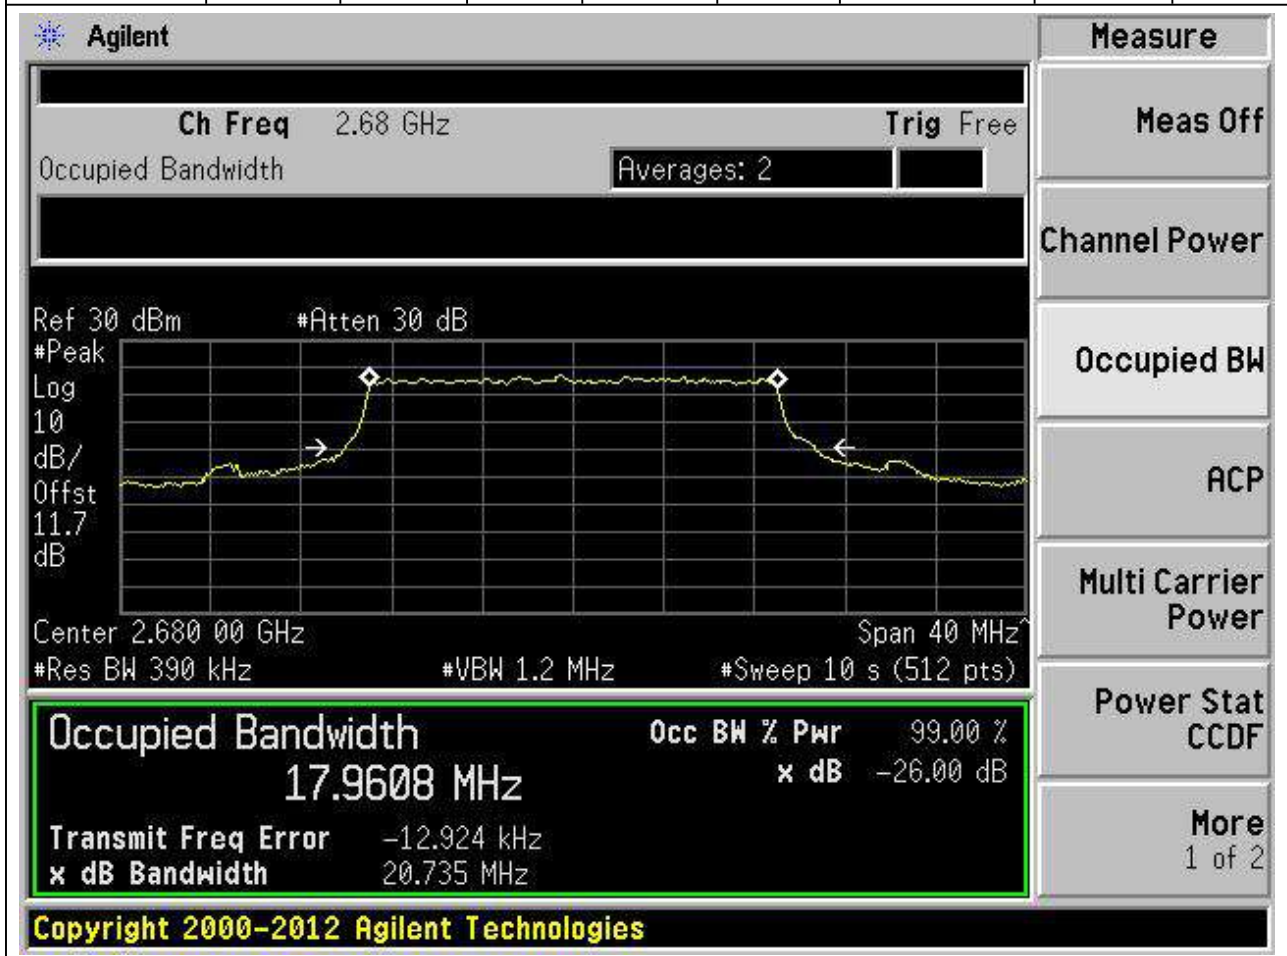 Agilent
Measure
Ch Freq 2.68 GHz Trig Free
Occupied Bandwidth Averages: 2
Meas Off
Channel Power
Occupied BW
ACP
Multi Carrier
Power
Power Stat
CCDF
More
1 of 2
Ref 30 dBm #Atten 30 dB
#Peak
Log
10
dB/
Offst
11.7
dB
Center 2.680 00 GHz Span 40 MHz^
#Res BW 390 kHz #VBW 1.2 MHz #Sweep 10 s (512 pts)
Occupied Bandwidth Occ BW % Pwr 99.00 %
17.9608 MHz x dB -26.00 dB
Transmit Freq Error -12.924 kHz
x dB Bandwidth 20.735 MHz
Copyright 2000-2012 Agilent Technologies